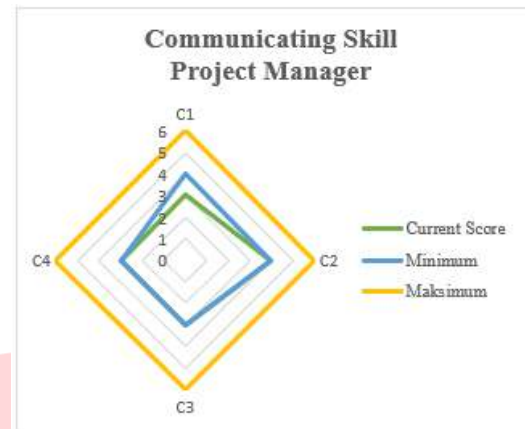 Communicating Skill
Project Manager
C1
6
5
4
3
2
1
0
C4
C2
C3
Current Score
Minimum
Maksimum